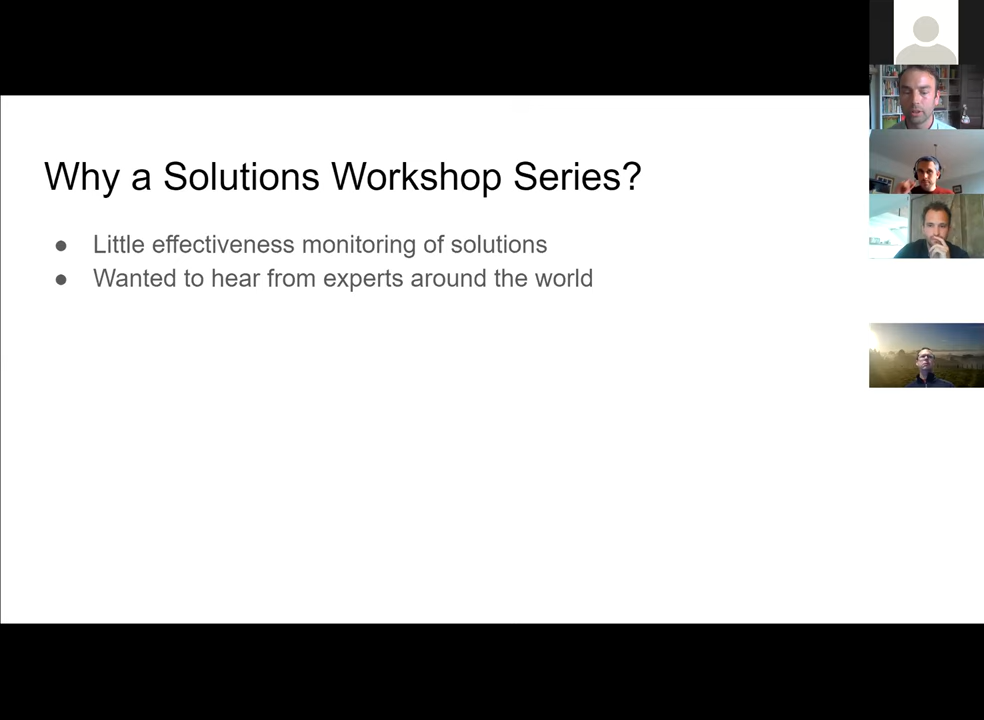 Why a Solutions Workshop Series?
● Little effectiveness monitoring of solutions
● Wanted to hear from experts around the world